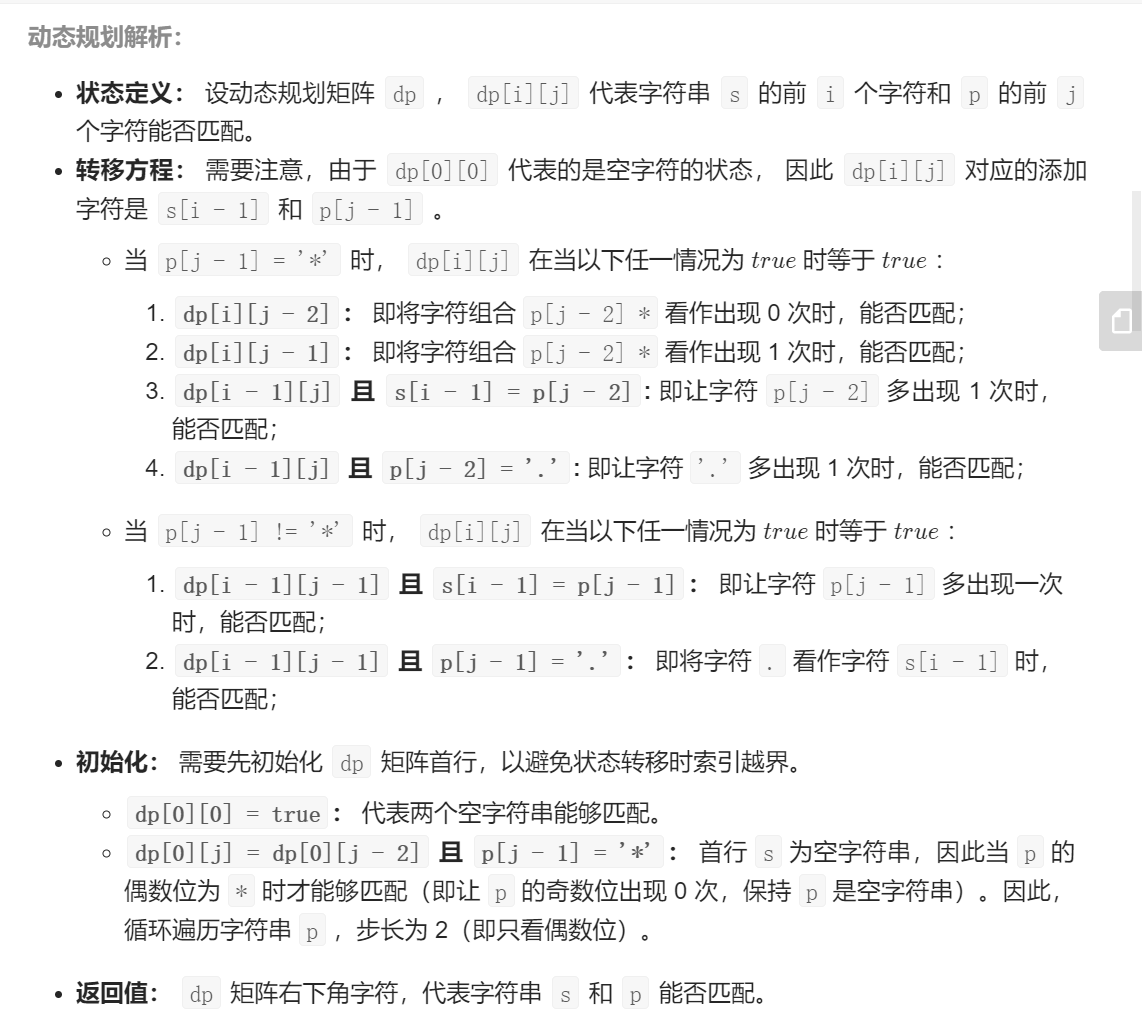 动态规划解析：
• 状态定义： 设动态规划矩阵 dp ， dp[i][j] 代表字符串 s 的前 i 个字符和 p 的前 j
个字符能否匹配。
• 转移方程： 需要注意，由于 dp[0][0] 代表的是空字符的状态， 因此 dp[i][j] 对应的添加
字符是 s[i - 1] 和 p[j - 1] 。
◦ 当 p[j - 1] = '*' 时， dp[i][j] 在当以下任一情况为 true 时等于 true ：
1. dp[i][j - 2] ： 即将字符组合 p[j - 2] * 看作出现 0 次时，能否匹配；
2. dp[i][j - 1] ： 即将字符组合 p[j - 2] * 看作出现 1 次时，能否匹配；
3. dp[i - 1][j] 且 s[i - 1] = p[j - 2] : 即让字符 p[j - 2] 多出现 1 次时，
能否匹配；
4. dp[i - 1][j] 且 p[j - 2] = '.' : 即让字符 '.' 多出现 1 次时，能否匹配；
◦ 当 p[j - 1] != '*' 时， dp[i][j] 在当以下任一情况为 true 时等于 true ：
1. dp[i - 1][j - 1] 且 s[i - 1] = p[j - 1] ： 即让字符 p[j - 1] 多出现一次
时，能否匹配；
2. dp[i - 1][j - 1] 且 p[j - 1] = '.' ： 即将字符 . 看作字符 s[i - 1] 时，
能否匹配；
• 初始化： 需要先初始化 dp 矩阵首行，以避免状态转移时索引越界。
◦ dp[0][0] = true ： 代表两个空字符串能够匹配。
◦ dp[0][j] = dp[0][j - 2] 且 p[j - 1] = '*' ： 首行 s 为空字符串，因此当 p 的
偶数位为 * 时才能够匹配（即让 p 的奇数位出现 0 次，保持 p 是空字符串）。因此，
循环遍历字符串 p ，步长为 2（即只看偶数位）。
• 返回值： dp 矩阵右下角字符，代表字符串 s 和 p 能否匹配。